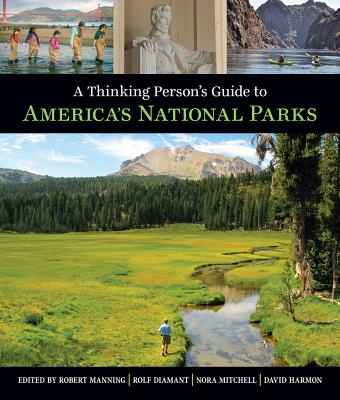 A Thinking Person's Guide to
AMERICA'S NATIONAL PARKS
EDITED BY ROBERT MANNING | ROLF DIAMANT | NORA MITCHELL | DAVID HARMON